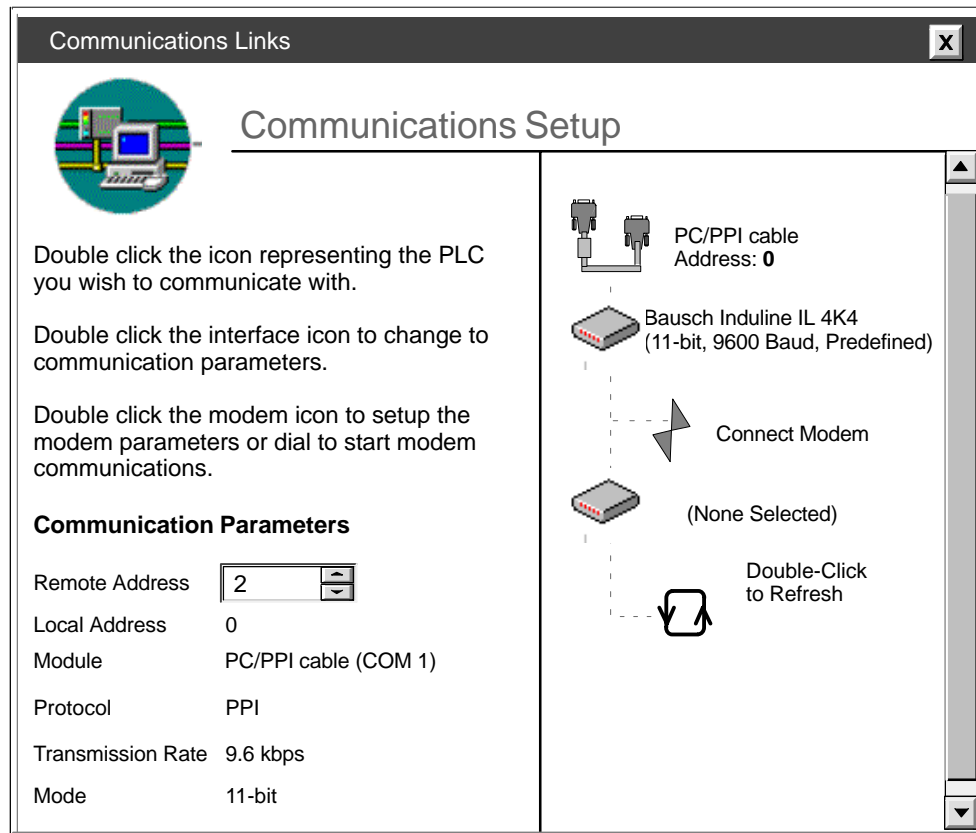 Communications Links
X
Communications Setup
Double click the icon representing the PLC
you wish to communicate with.
Double click the interface icon to change to
communication parameters.
Double click the modem icon to setup the
modem parameters or dial to start modem
communications.
Communication Parameters
Remote Address 2
Local Address 0
Module PC/PPI cable (COM 1)
Protocol PPI
Transmission Rate 9.6 kbps
Mode 11-bit
PC/PPI cable
Address: 0
Bausch Induline IL 4K4
(11-bit, 9600 Baud, Predefined)
Connect Modem
(None Selected)
Double-Click
to Refresh